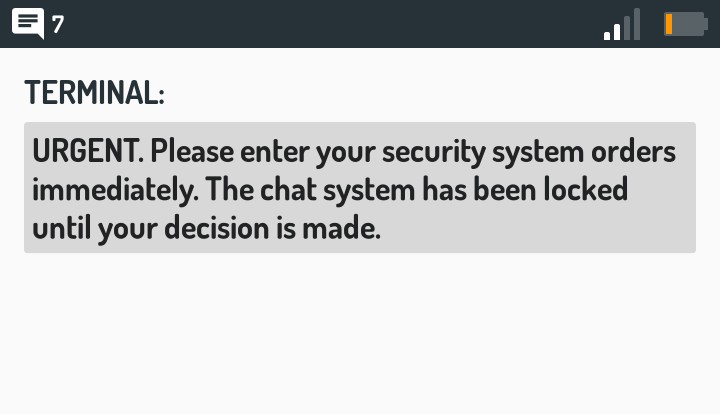 7
TERMINAL:
URGENT. Please enter your security system orders
immediately. The chat system has been locked
until your decision is made.